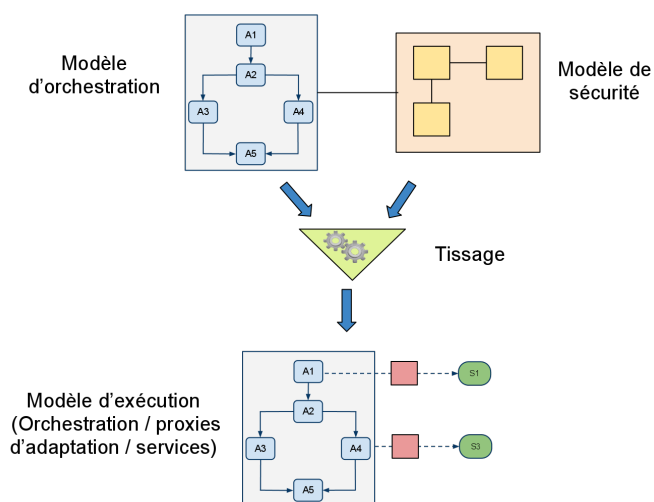 A1
Modèle
d'orchestration
A2
A3
A4
A5
Modèle de
sécurité
Tissage
Modèle d'exécution
(Orchestration / proxies
d'adaptation / services)
A1
S1
A2
A3
A4
S3
A5